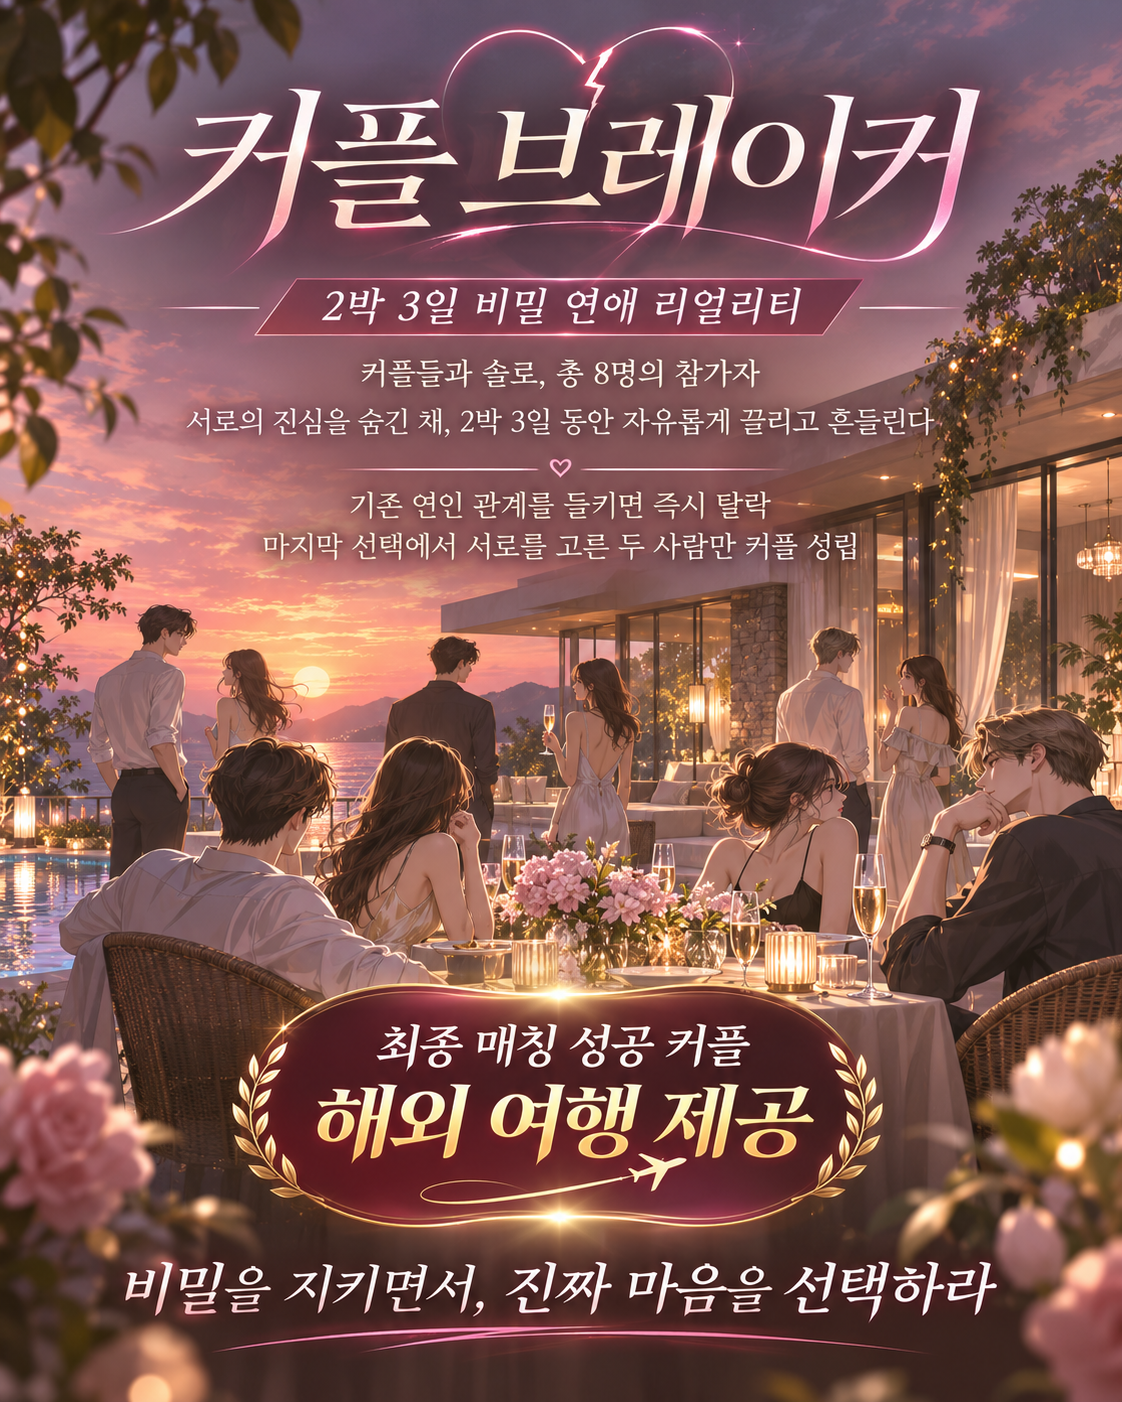 커플 브레이커
2박 3일 비밀 연애 리얼리티
커플들과 솔로, 총 8명의 참가자
서로의 진심을 숨긴 채, 2박 3일 동안 자유롭게 끌리고 흔들린다
기존 연인 관계를 들키면 즉시 탈락
마지막 선택에서 서로를 고른 두 사람만 커플 성립
최종 매칭 성공 커플
해외 여행 제공
비밀을 지키면서, 진짜 마음을 선택하라